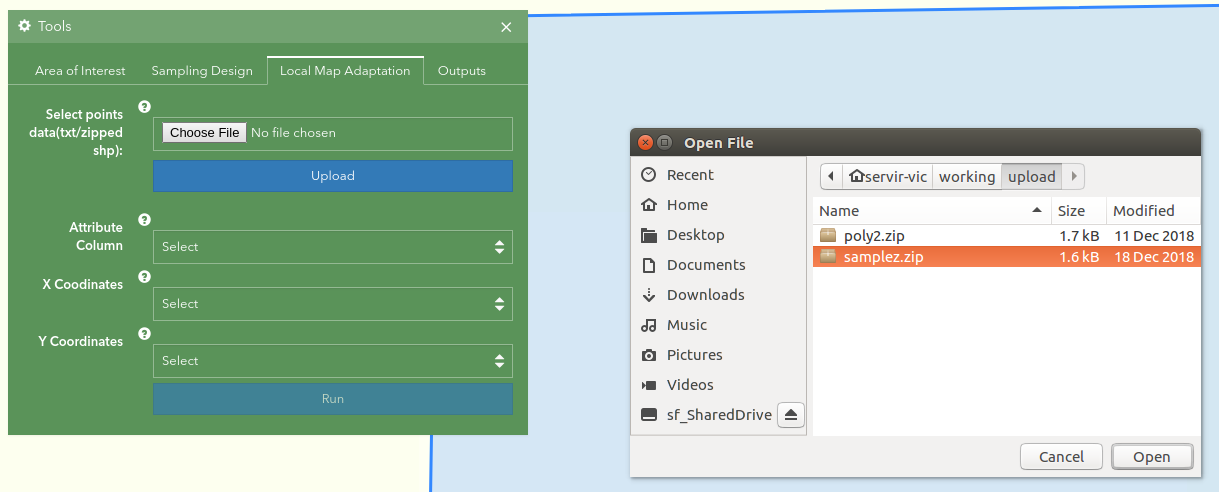 Tools
Area of Interest Sampling Design Local Map Adaptation Outputs
Select points
data(txt/zipped
shp):
Choose File No file chosen
Upload
Attribute
Column
Select
X Coodinates
Select
Y Coordinates
Select
Run
Open File
Recent
Home
Desktop
Documents
Downloads
Music
Pictures
Videos
sf_SharedDrive
servir-vic working upload
Name Size Modified
poly2.zip 1.7 kB 11 Dec 2018
samplez.zip 1.6 kB 18 Dec 2018
Cancel Open